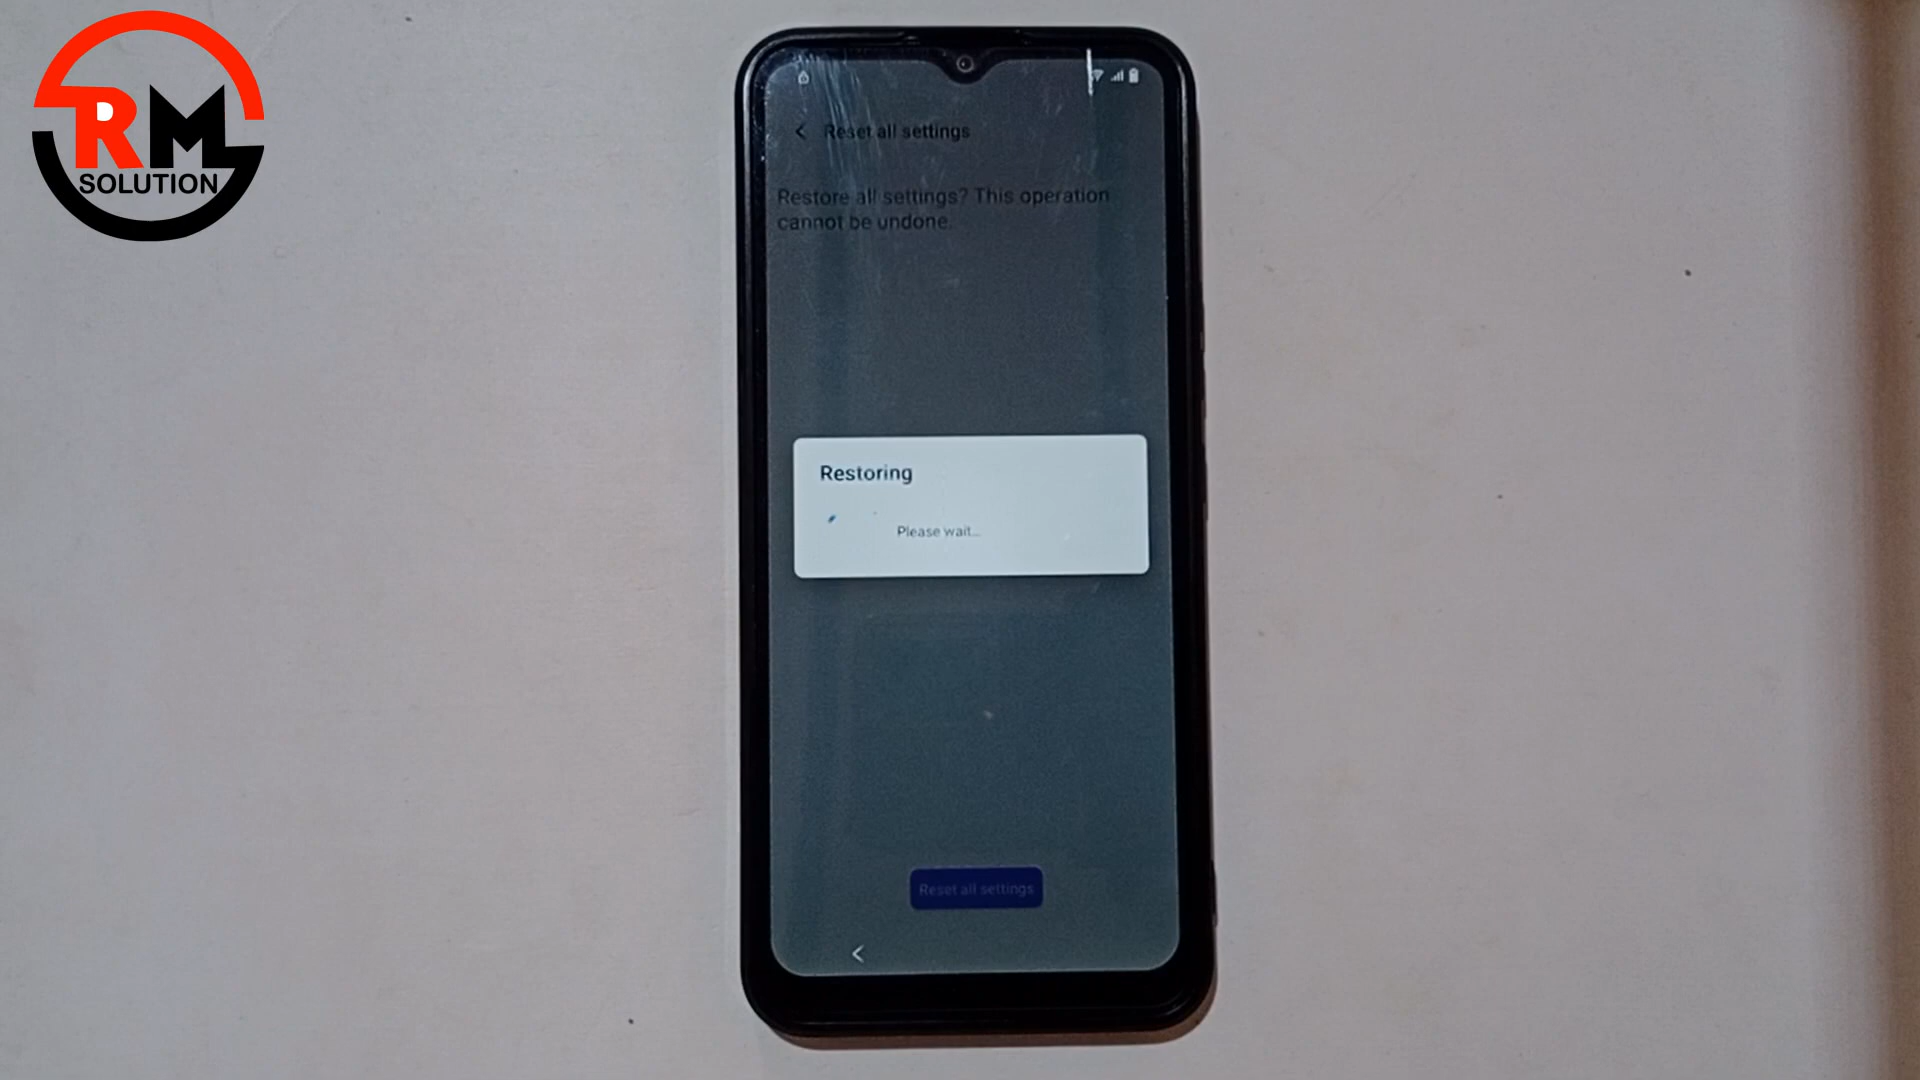 RM
SOLUTION
Reset all settings
Restore all settings? This operation
cannot be undone.
Restoring
Please wait...
Reset all settings